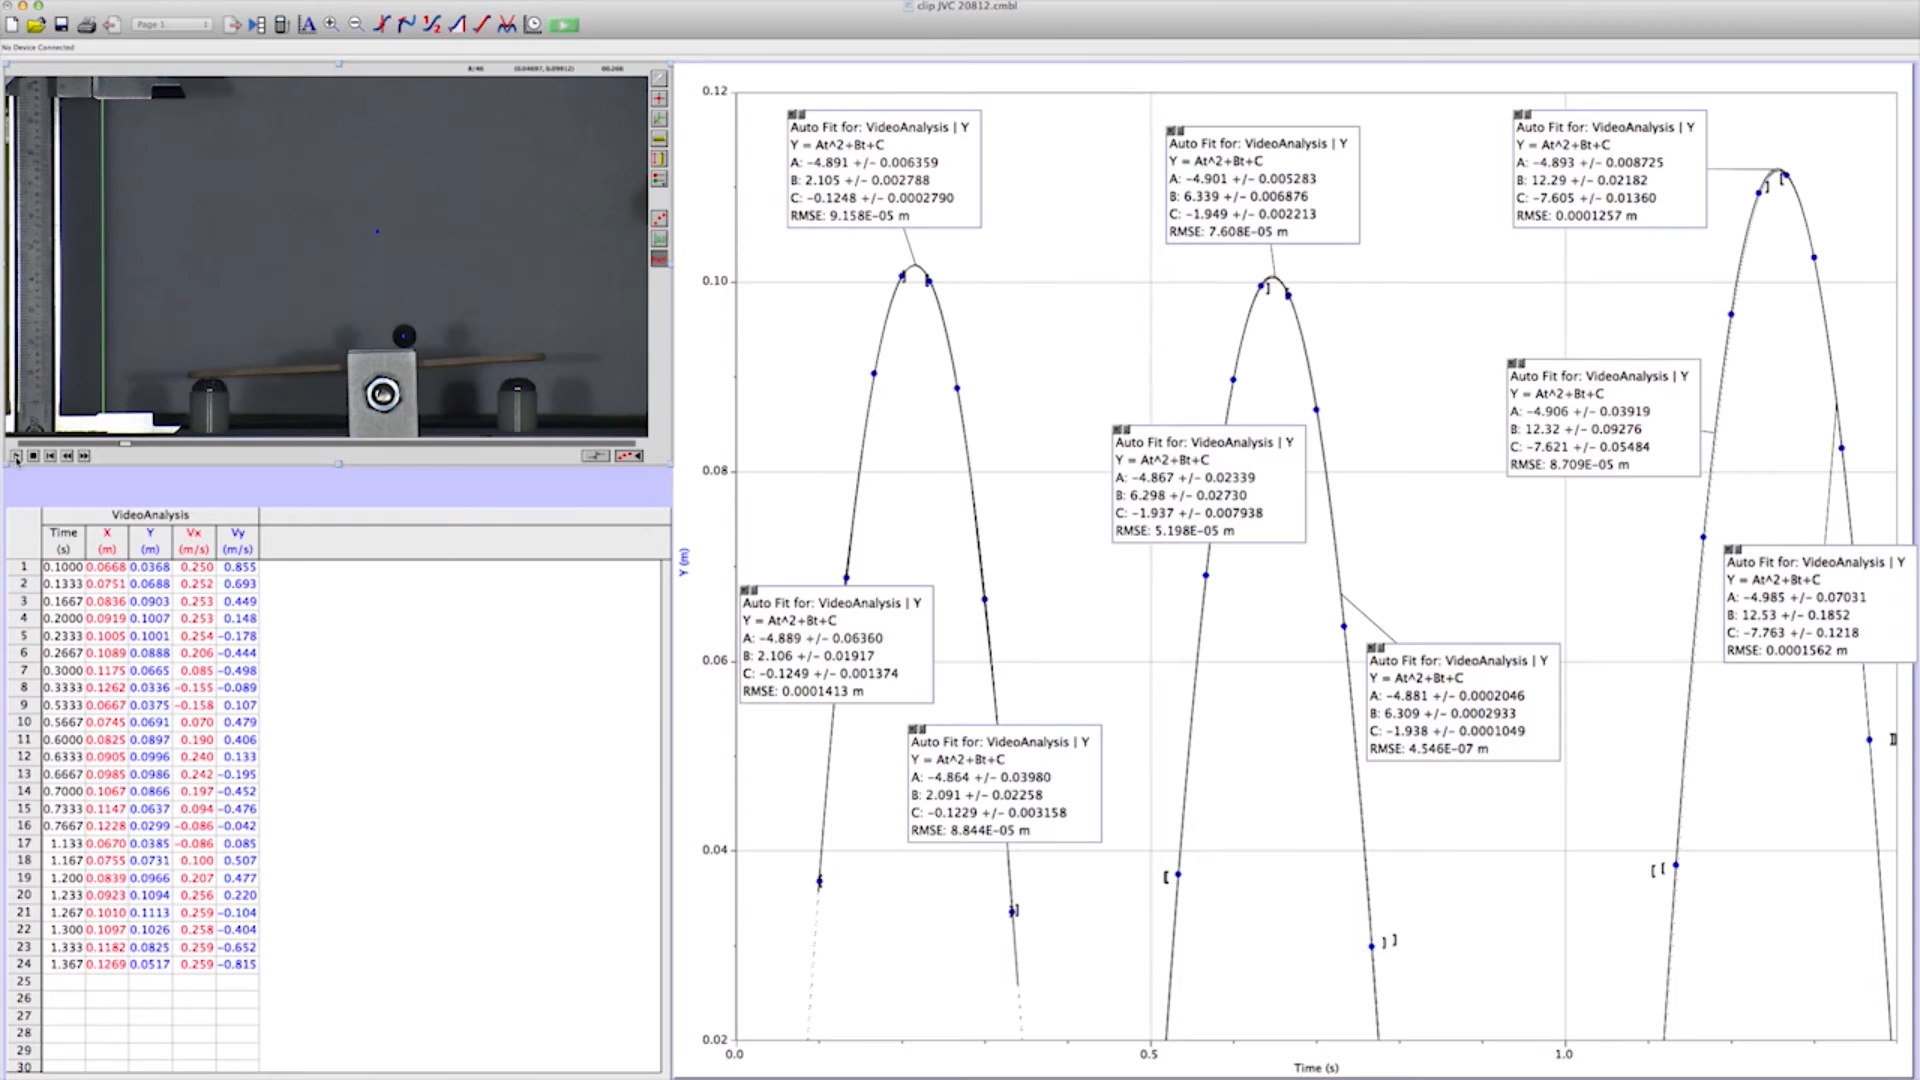 clip JVC 20812.cmbl
Page 1
No Device Connected
8/46 (0.04697, 0.09912) 00.266
VideoAnalysis
Time X Y Vx Vy
(s) (m) (m) (m/s) (m/s)
1 0.1000 0.0668 0.0368 0.250 0.855
2 0.1333 0.0751 0.0688 0.252 0.693
3 0.1667 0.0836 0.0903 0.253 0.449
4 0.2000 0.0919 0.1007 0.253 0.148
5 0.2333 0.1005 0.1001 0.254 -0.178
6 0.2667 0.1089 0.0888 0.206 -0.444
7 0.3000 0.1175 0.0665 0.085 -0.498
8 0.3333 0.1262 0.0336 -0.155 -0.089
9 0.5333 0.0667 0.0375 -0.158 0.107
10 0.5667 0.0745 0.0691 0.070 0.479
11 0.6000 0.0825 0.0897 0.190 0.406
12 0.6333 0.0905 0.0996 0.240 0.133
13 0.6667 0.0985 0.0986 0.242 -0.195
14 0.7000 0.1067 0.0866 0.197 -0.452
15 0.7333 0.1147 0.0637 0.094 -0.476
16 0.7667 0.1228 0.0299 -0.086 -0.042
17 1.133 0.0670 0.0385 -0.086 0.085
18 1.167 0.0755 0.0731 0.100 0.507
19 1.200 0.0839 0.0966 0.207 0.477
20 1.233 0.0923 0.1094 0.256 0.220
21 1.267 0.1010 0.1113 0.259 -0.104
22 1.300 0.1097 0.1026 0.258 -0.404
23 1.333 0.1182 0.0825 0.259 -0.652
24 1.367 0.1269 0.0517 0.259 -0.815
25
26
27
28
29
30
0.12
0.10
0.08
0.06
0.04
0.02
Y (m)
0.0
0.5
1.0
Time (s)
Auto Fit for: VideoAnalysis | Y
Y = At^2+Bt+C
A: -4.891 +/- 0.006359
B: 2.105 +/- 0.002788
C: -0.1248 +/- 0.0002790
RMSE: 9.158E-05 m
Auto Fit for: VideoAnalysis | Y
Y = At^2+Bt+C
A: -4.901 +/- 0.005283
B: 6.339 +/- 0.006876
C: -1.949 +/- 0.002213
RMSE: 7.608E-05 m
Auto Fit for: VideoAnalysis | Y
Y = At^2+Bt+C
A: -4.893 +/- 0.008725
B: 12.29 +/- 0.02182
C: -7.605 +/- 0.01360
RMSE: 0.0001257 m
Auto Fit for: VideoAnalysis | Y
Y = At^2+Bt+C
A: -4.906 +/- 0.03919
B: 12.32 +/- 0.09276
C: -7.621 +/- 0.05484
RMSE: 8.709E-05 m
Auto Fit for: VideoAnalysis | Y
Y = At^2+Bt+C
A: -4.867 +/- 0.02339
B: 6.298 +/- 0.02730
C: -1.937 +/- 0.007938
RMSE: 5.198E-05 m
Auto Fit for: VideoAnalysis | Y
Y = At^2+Bt+C
A: -4.985 +/- 0.07031
B: 12.53 +/- 0.1852
C: -7.763 +/- 0.1218
RMSE: 0.0001562 m
Auto Fit for: VideoAnalysis | Y
Y = At^2+Bt+C
A: -4.889 +/- 0.06360
B: 2.106 +/- 0.01917
C: -0.1249 +/- 0.001374
RMSE: 0.0001413 m
Auto Fit for: VideoAnalysis | Y
Y = At^2+Bt+C
A: -4.881 +/- 0.0002046
B: 6.309 +/- 0.0002933
C: -1.938 +/- 0.0001049
RMSE: 4.546E-07 m
Auto Fit for: VideoAnalysis | Y
Y = At^2+Bt+C
A: -4.864 +/- 0.03980
B: 2.091 +/- 0.02258
C: -0.1229 +/- 0.003158
RMSE: 8.844E-05 m